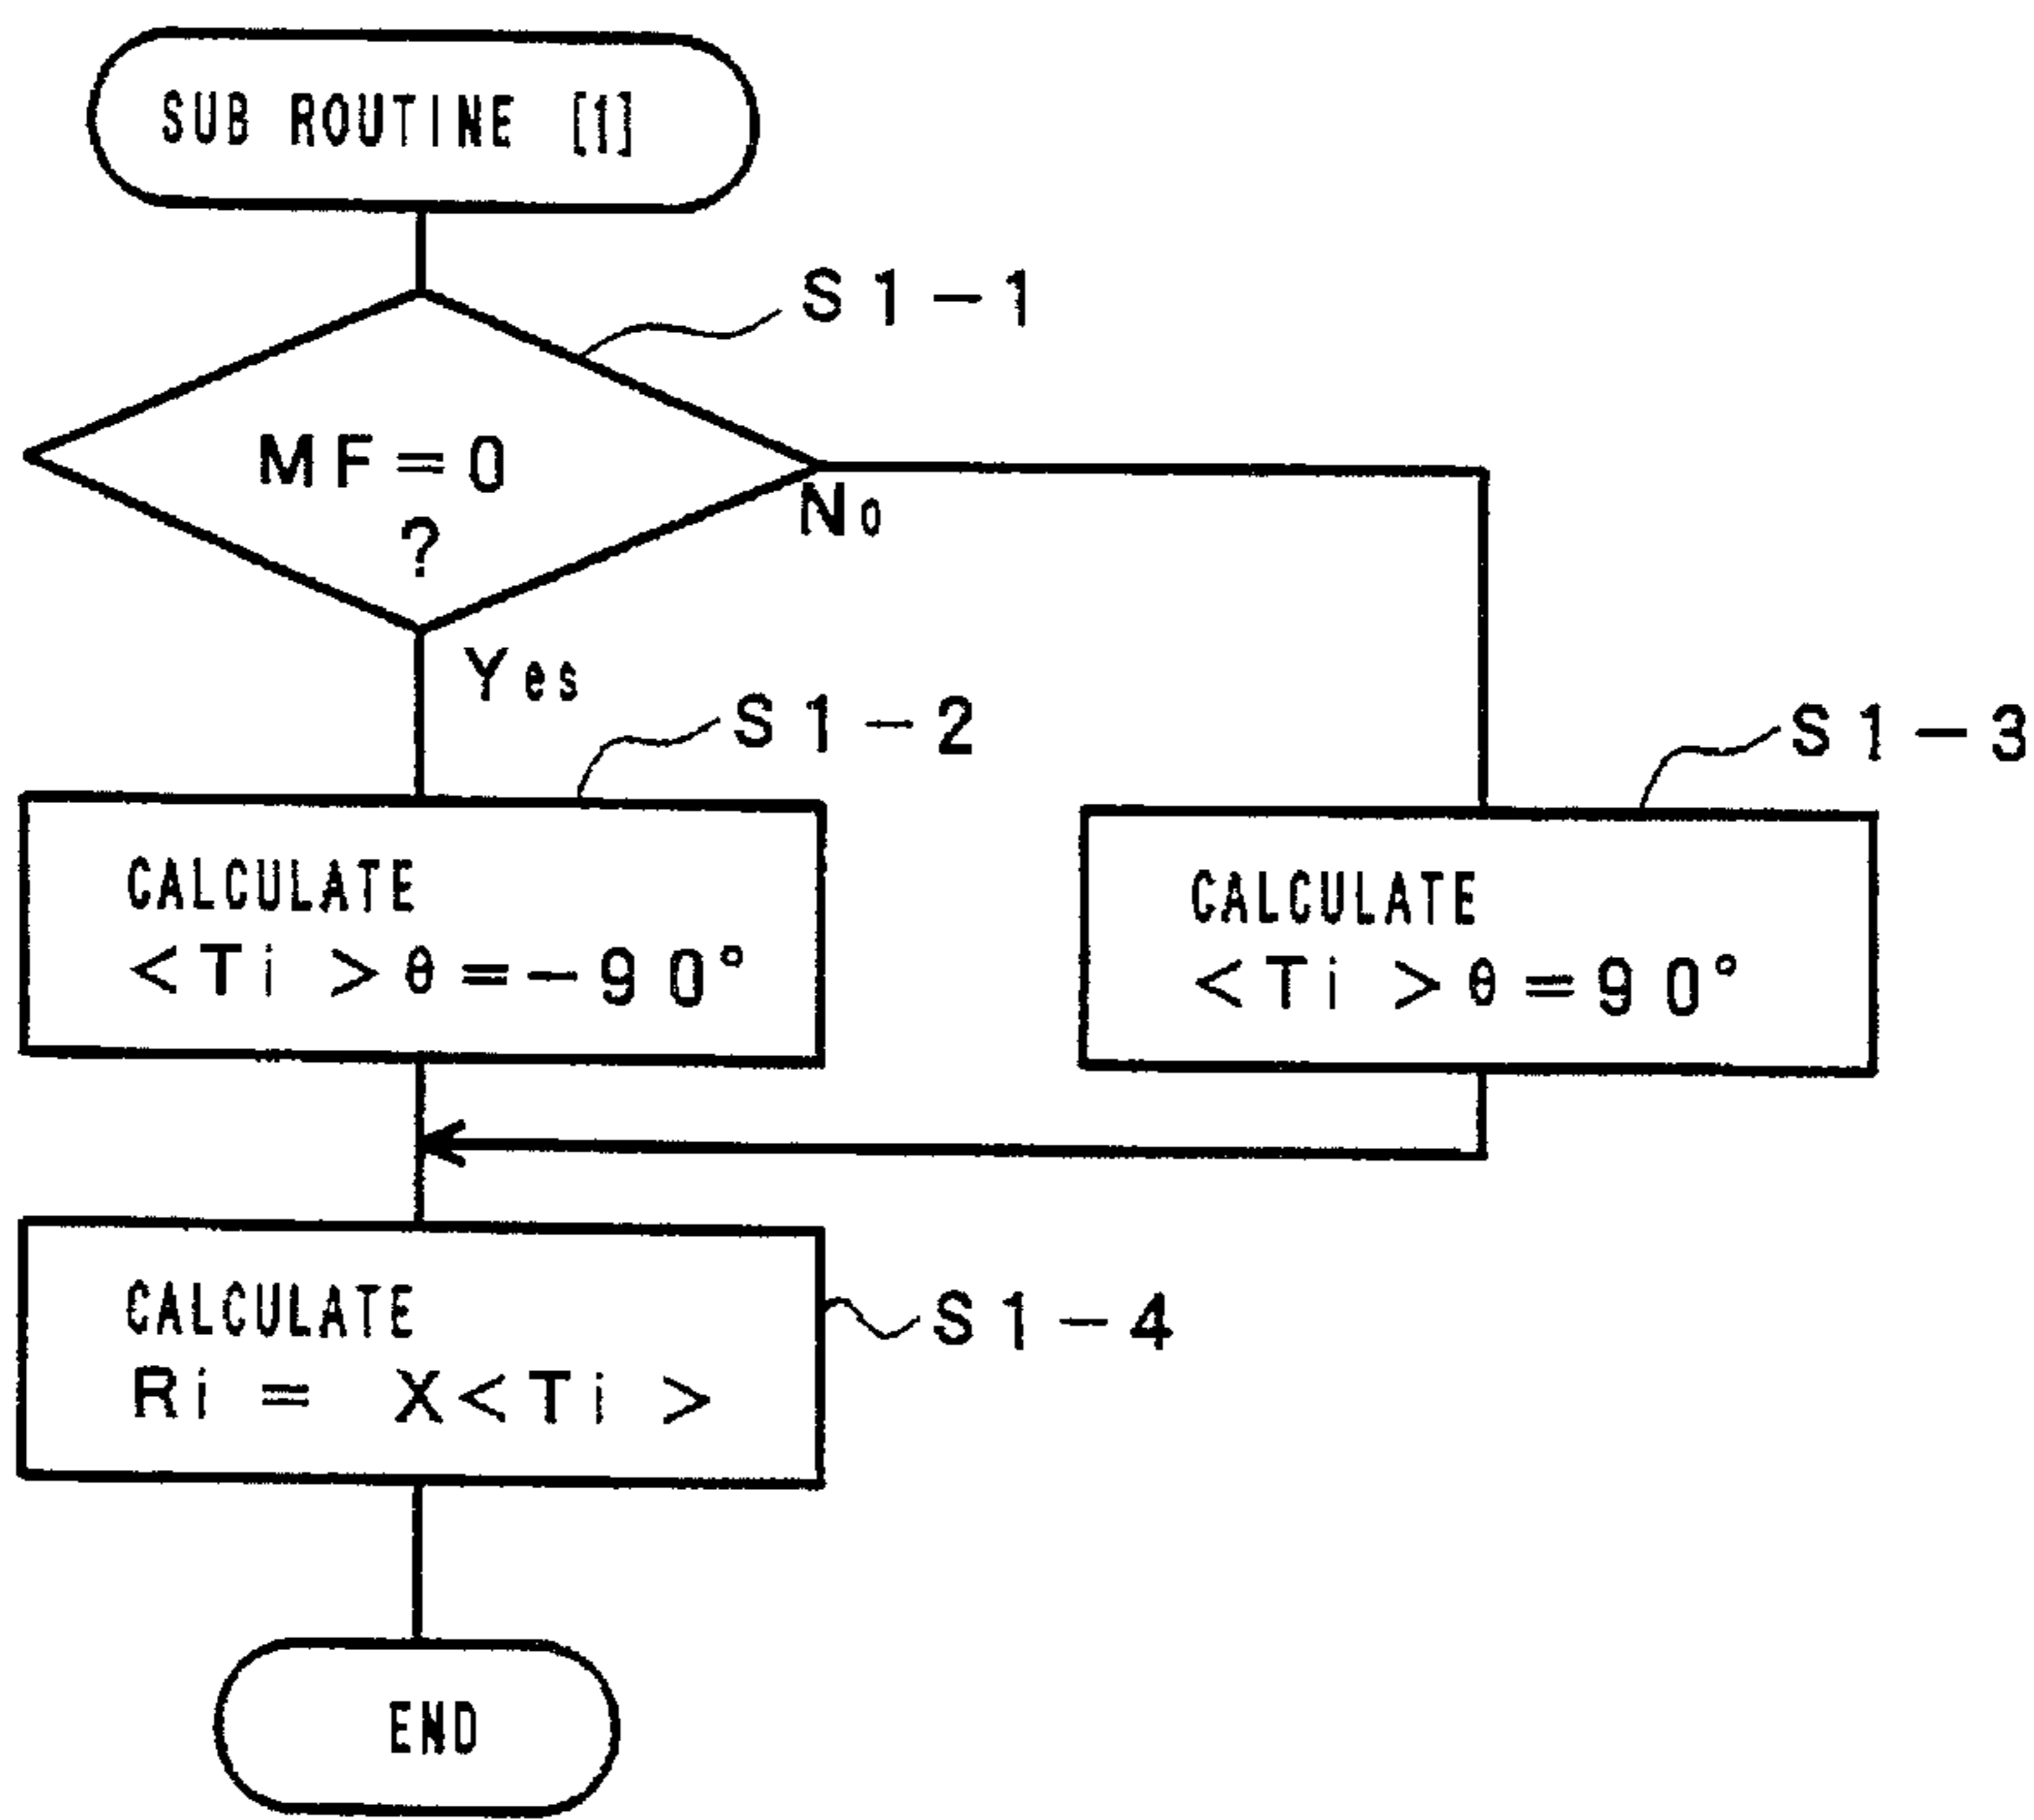 SUB ROUTINE [1]
S1-1
MF=0
?
No
Yes
S1-2
S1-3
CALCULATE
<Ti>θ=-90°
CALCULATE
<Ti>θ=90°
CALCULATE
Ri= X<Ti>
S1-4
END